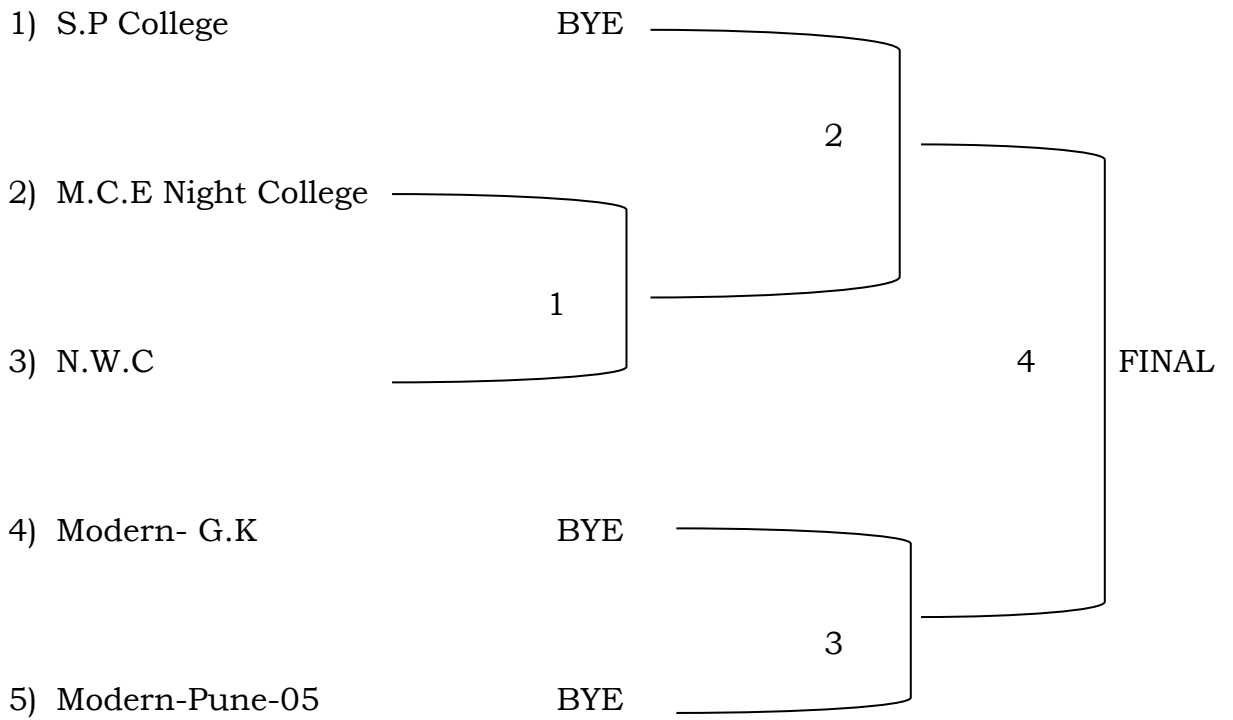 1) S.P College BYE
2
2) M.C.E Night College
1
3) N.W.C 4 FINAL
4) Modern- G.K BYE
3
5) Modern-Pune-05 BYE